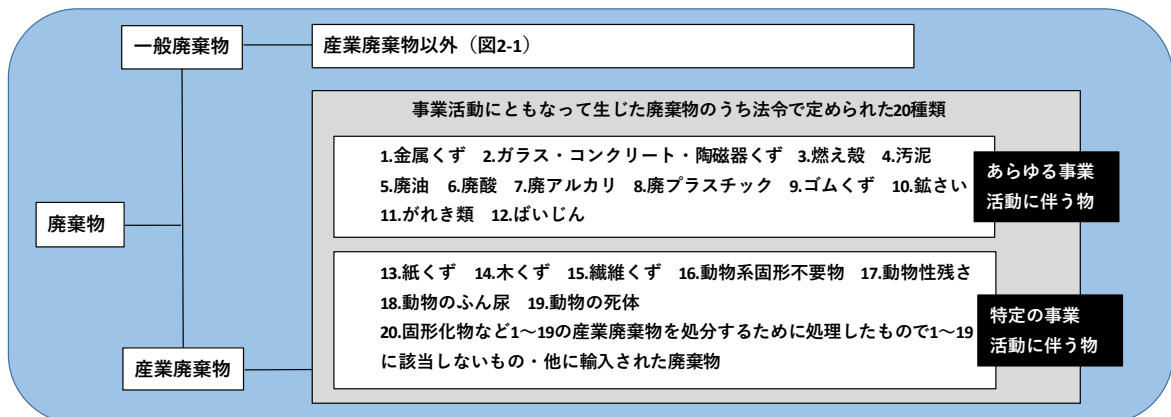 一般廃棄物
産業廃棄物以外（図2-1）
事業活動にともなって生じた廃棄物のうち法令で定められた20種類
1.金属くず　2.ガラス・コンクリート・陶磁器くず　3.燃え殻　4.汚泥
5.廃油　6.廃酸　7.廃アルカリ　8.廃プラスチック　9.ゴムくず　10.鉱さい
11.がれき類　12.ばいじん
あらゆる事業
活動に伴う物
廃棄物
13.紙くず　14.木くず　15.繊維くず　16.動物系固形不要物　17.動物性残さ
18.動物のふん尿　19.動物の死体
20.固形化物など1～19の産業廃棄物を処分するために処理したもので1～19
に該当しないもの・他に輸入された廃棄物
特定の事業
活動に伴う物
産業廃棄物